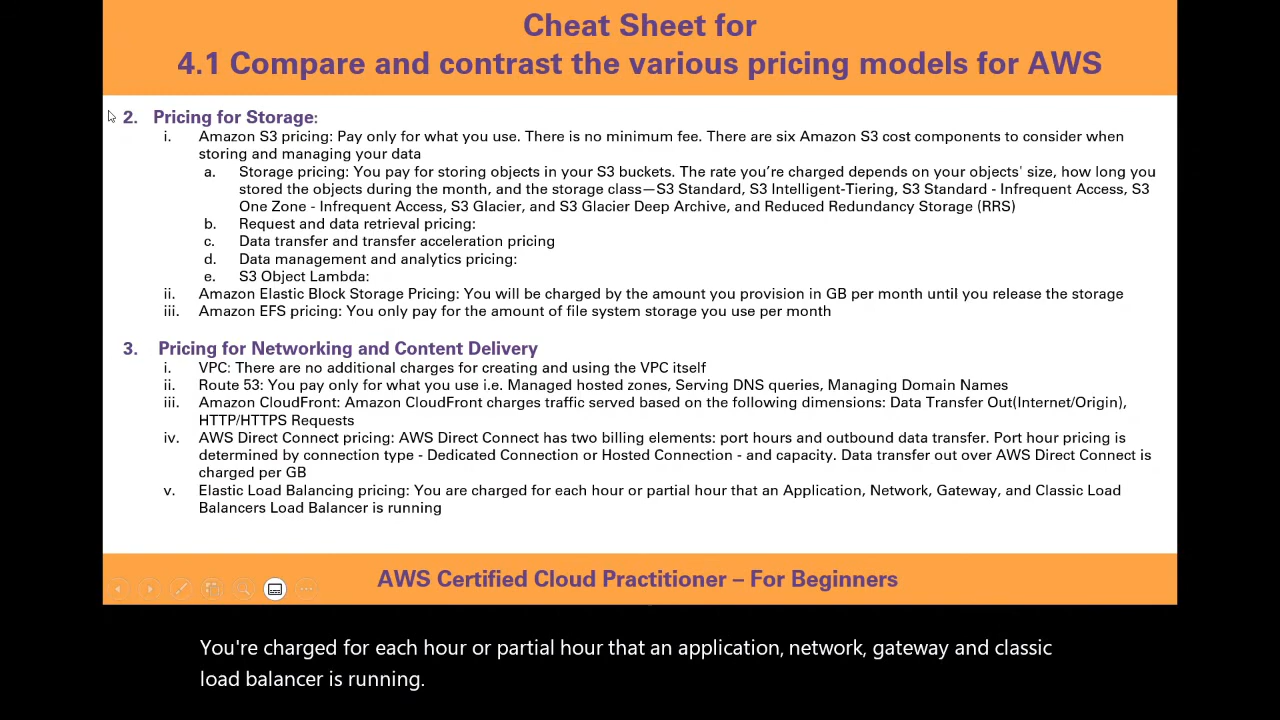 Cheat Sheet for
4.1 Compare and contrast the various pricing models for AWS
2. Pricing for Storage:
i. Amazon S3 pricing: Pay only for what you use. There is no minimum fee. There are six Amazon S3 cost components to consider when
storing and managing your data
a. Storage pricing: You pay for storing objects in your S3 buckets. The rate you’re charged depends on your objects' size, how long you
stored the objects during the month, and the storage class—S3 Standard, S3 Intelligent-Tiering, S3 Standard - Infrequent Access, S3
One Zone - Infrequent Access, S3 Glacier, and S3 Glacier Deep Archive, and Reduced Redundancy Storage (RRS)
b. Request and data retrieval pricing:
c. Data transfer and transfer acceleration pricing
d. Data management and analytics pricing:
e. S3 Object Lambda:
ii. Amazon Elastic Block Storage Pricing: You will be charged by the amount you provision in GB per month until you release the storage
iii. Amazon EFS pricing: You only pay for the amount of file system storage you use per month
3. Pricing for Networking and Content Delivery
i. VPC: There are no additional charges for creating and using the VPC itself
ii. Route 53: You pay only for what you use i.e. Managed hosted zones, Serving DNS queries, Managing Domain Names
iii. Amazon CloudFront: Amazon CloudFront charges traffic served based on the following dimensions: Data Transfer Out(Internet/Origin),
HTTP/HTTPS Requests
iv. AWS Direct Connect pricing: AWS Direct Connect has two billing elements: port hours and outbound data transfer. Port hour pricing is
determined by connection type - Dedicated Connection or Hosted Connection - and capacity. Data transfer out over AWS Direct Connect is
charged per GB
v. Elastic Load Balancing pricing: You are charged for each hour or partial hour that an Application, Network, Gateway, and Classic Load
Balancers Load Balancer is running
AWS Certified Cloud Practitioner – For Beginners
You're charged for each hour or partial hour that an application, network, gateway and classic
load balancer is running.